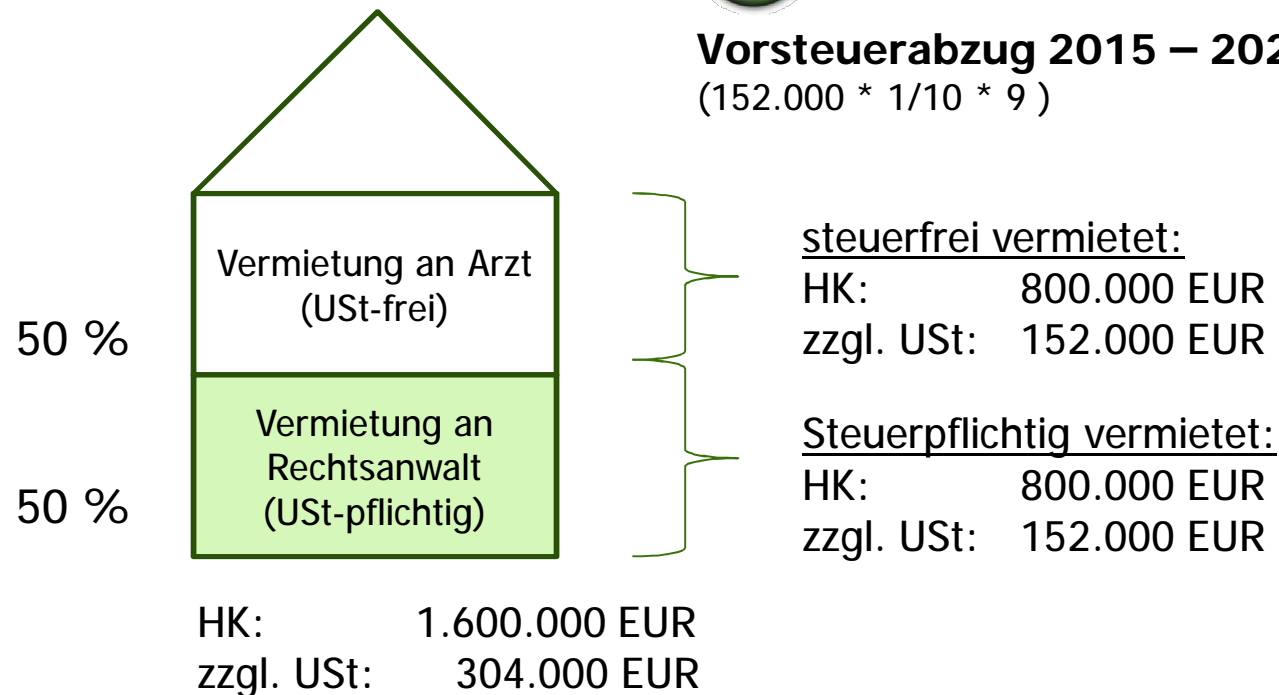 Vorsteuerabzug 2015 – 202
(152.000 * 1/10 * 9 )
50 %
Vermietung an Arzt
(USt-frei)
steuerfrei vermietet:
HK: 800.000 EUR
zzgl. USt: 152.000 EUR
50 %
Vermietung an
Rechtsanwalt
(USt-pflichtig)
Steuerpflichtig vermietet:
HK: 800.000 EUR
zzgl. USt: 152.000 EUR
HK: 1.600.000 EUR
zzgl. USt: 304.000 EUR